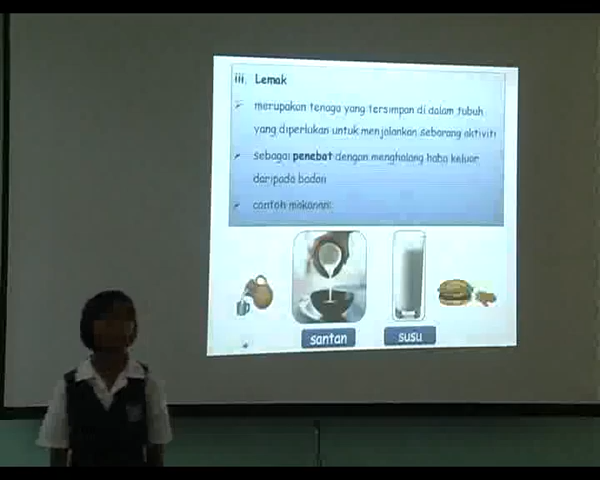 iii. Lemak
merupakan tenaga yang tersimpan di dalam tubuh
yang diperlukan untuk menjalankan sebarang aktiviti
sebagai penebat dengan menghalang haba keluar
daripada badan
contoh makanan:
santan
susu